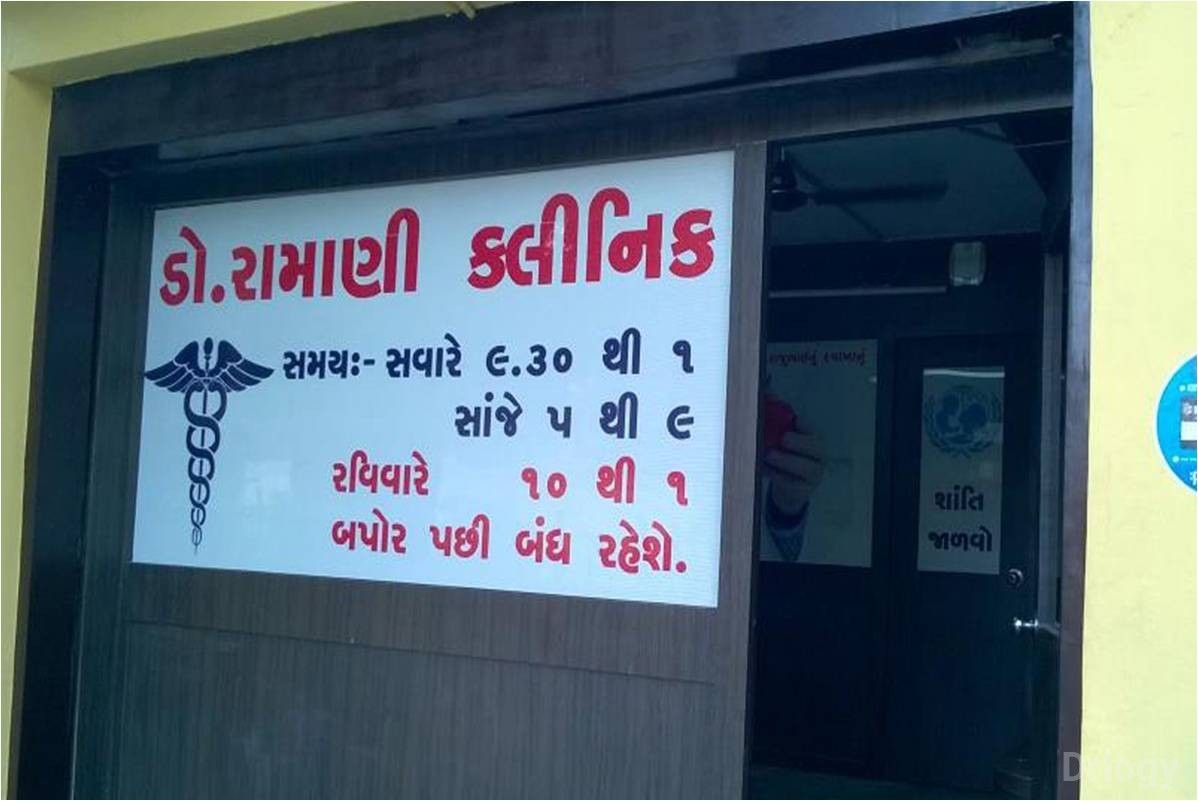 ડો.રામાણી ક્લીનિક
સમયઃ- સવારે ૯.૩૦ થી ૧
સાંજે ૫ થી ૯
રવિવારે ૧૦ થી ૧
બપોર પછી બંધ રહેશે.
શાંતિ
જાળવો